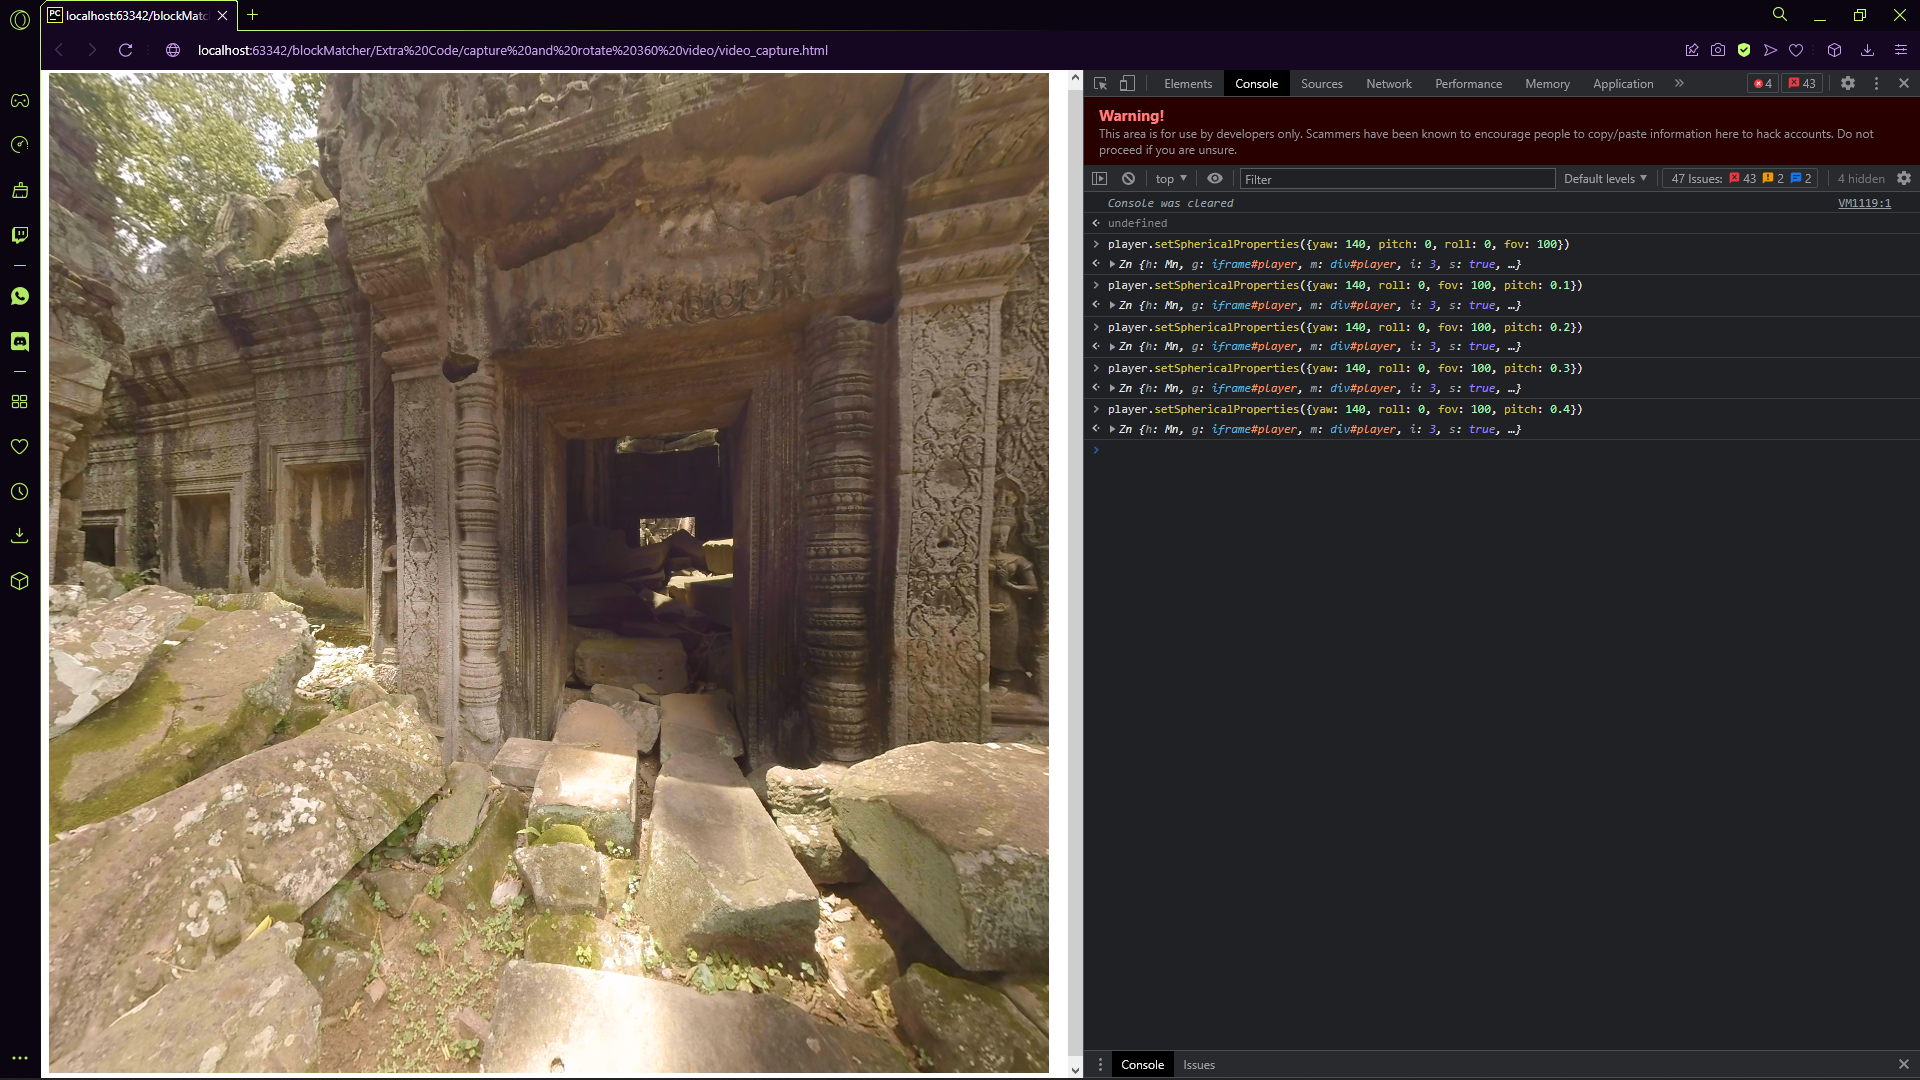 PC localhost:63342/blockMatc
localhost:63342/blockMatcher/Extra%20Code/capture%20and%20rotate%20360%20video/video_capture.html
Elements Console Sources Network Performance Memory Application » 4 43
Warning!
This area is for use by developers only. Scammers have been known to encourage people to copy/paste information here to hack accounts. Do not
proceed if you are unsure.
top ▼ Filter Default levels ▼ 47 Issues: 43 2 2 4 hidden
Console was cleared VM1119:1
undefined
player.setSphericalProperties({yaw: 140, pitch: 0, roll: 0, fov: 100})
Zn {h: Mn, g: iframe#player, m: div#player, i: 3, s: true, …}
player.setSphericalProperties({yaw: 140, roll: 0, fov: 100, pitch: 0.1})
Zn {h: Mn, g: iframe#player, m: div#player, i: 3, s: true, …}
player.setSphericalProperties({yaw: 140, roll: 0, fov: 100, pitch: 0.2})
Zn {h: Mn, g: iframe#player, m: div#player, i: 3, s: true, …}
player.setSphericalProperties({yaw: 140, roll: 0, fov: 100, pitch: 0.3})
Zn {h: Mn, g: iframe#player, m: div#player, i: 3, s: true, …}
player.setSphericalProperties({yaw: 140, roll: 0, fov: 100, pitch: 0.4})
Zn {h: Mn, g: iframe#player, m: div#player, i: 3, s: true, …}
Console Issues